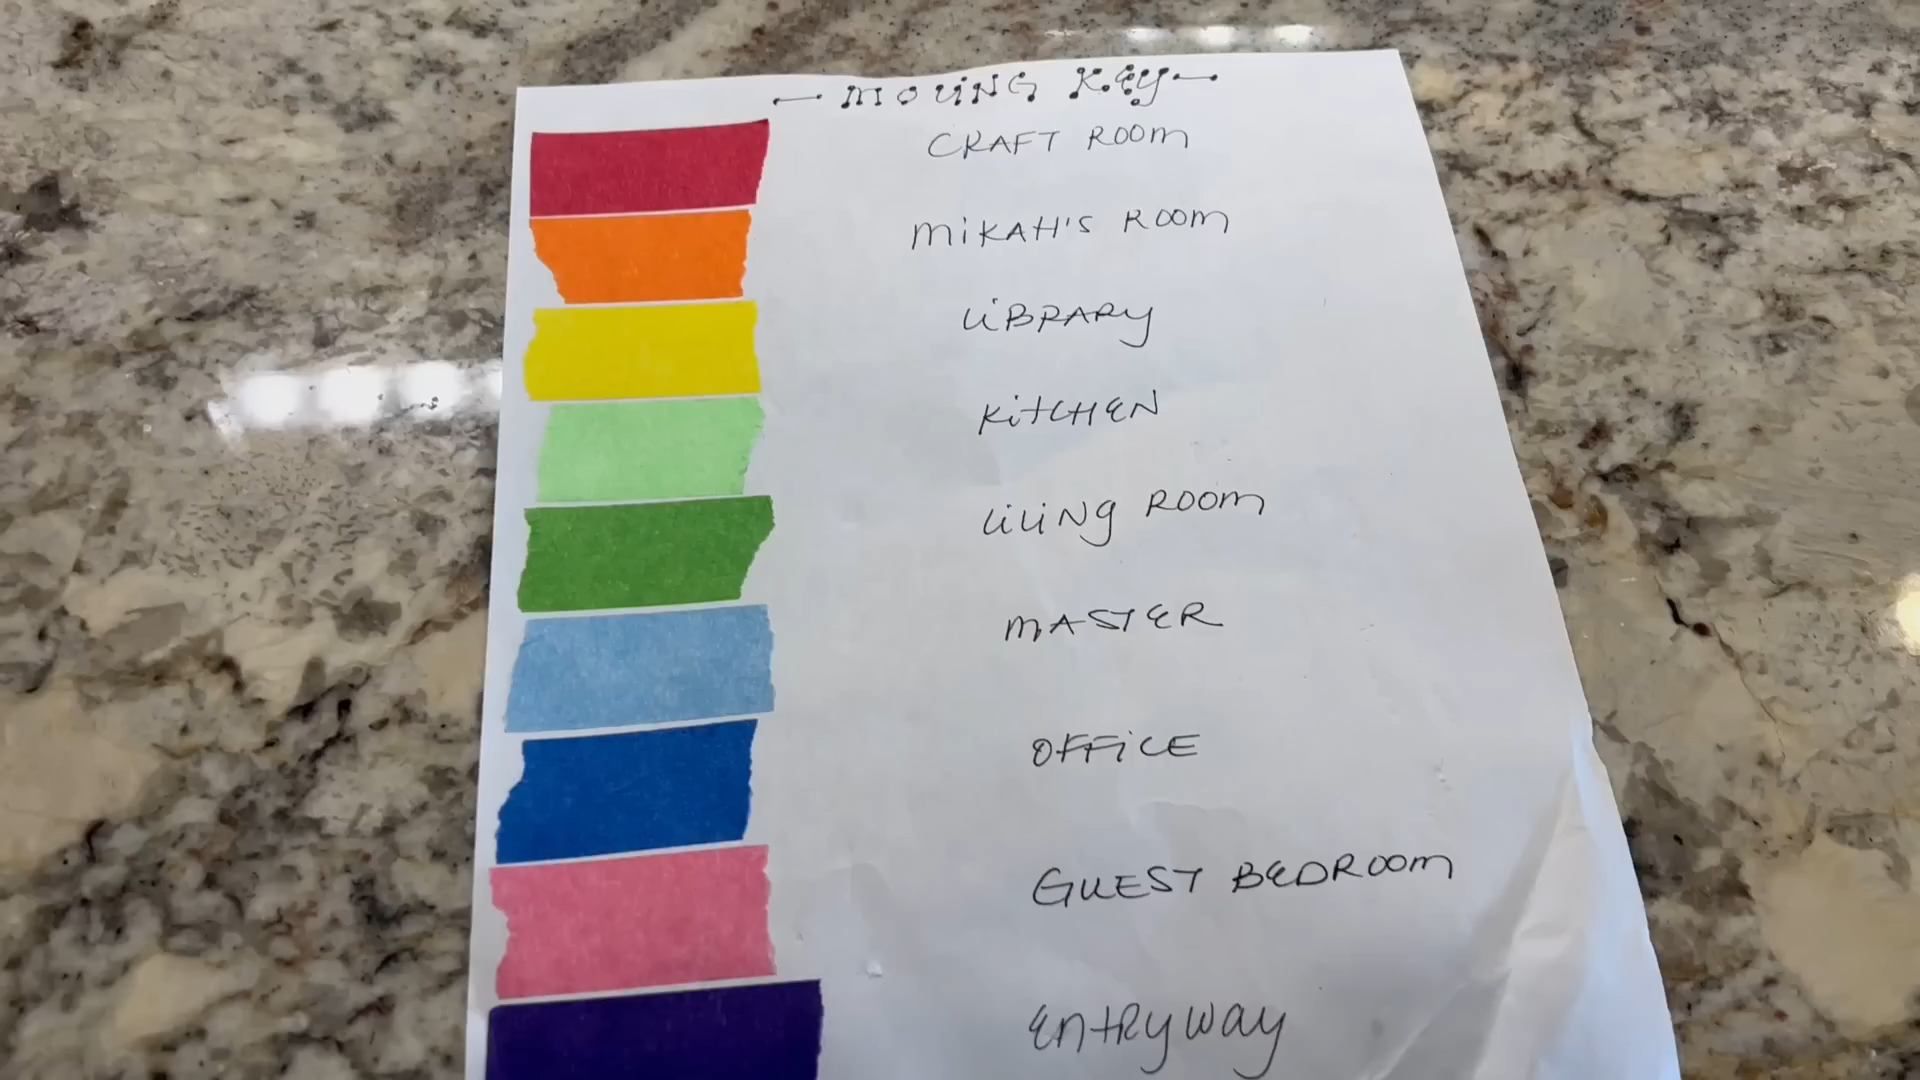 MOVING KEY
CRAFT ROOM
MIKAH'S ROOM
LIBRARY
KITCHEN
LIVING ROOM
MASTER
OFFICE
GUEST BEDROOM
ENTRYWAY